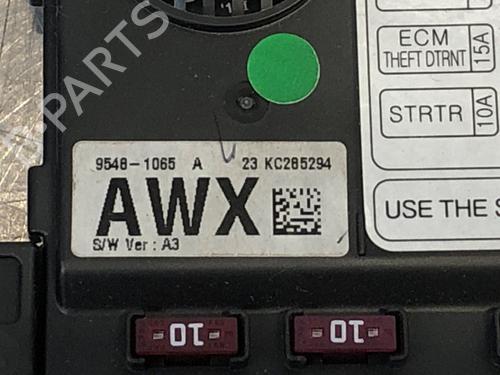 A-PARTS
ECM
THEFT DTRNT
15A
STRTR
10A
USE THE
9548-1065 A 23 KC285294
AWX
S/W Ver : A3
10
10